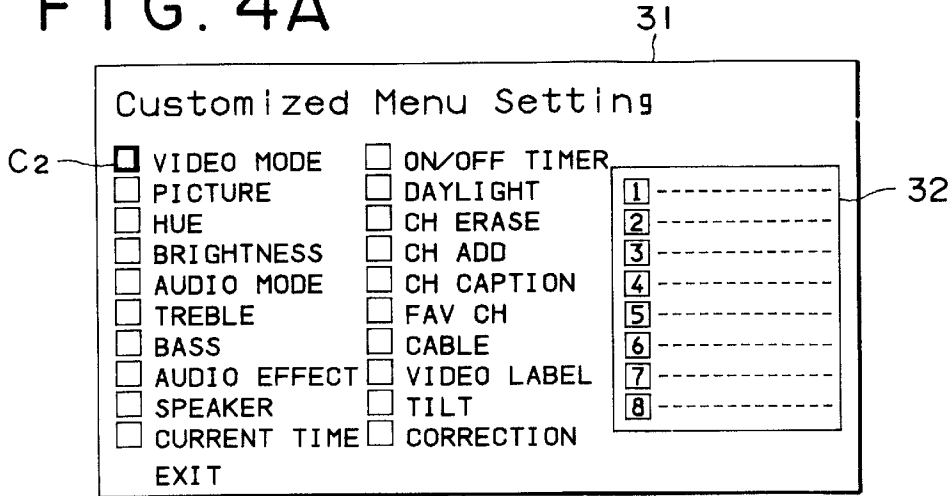 FIG. 4A
31
Customized Menu Setting
C2
VIDEO MODE
PICTURE
HUE
BRIGHTNESS
AUDIO MODE
TREBLE
BASS
AUDIO EFFECT
SPEAKER
CURRENT TIME
EXIT
ON/OFF TIMER
DAYLIGHT
CH ERASE
CH ADD
CH CAPTION
FAV CH
CABLE
VIDEO LABEL
TILT
CORRECTION
32
1 --------------
2 --------------
3 --------------
4 --------------
5 --------------
6 --------------
7 --------------
8 --------------